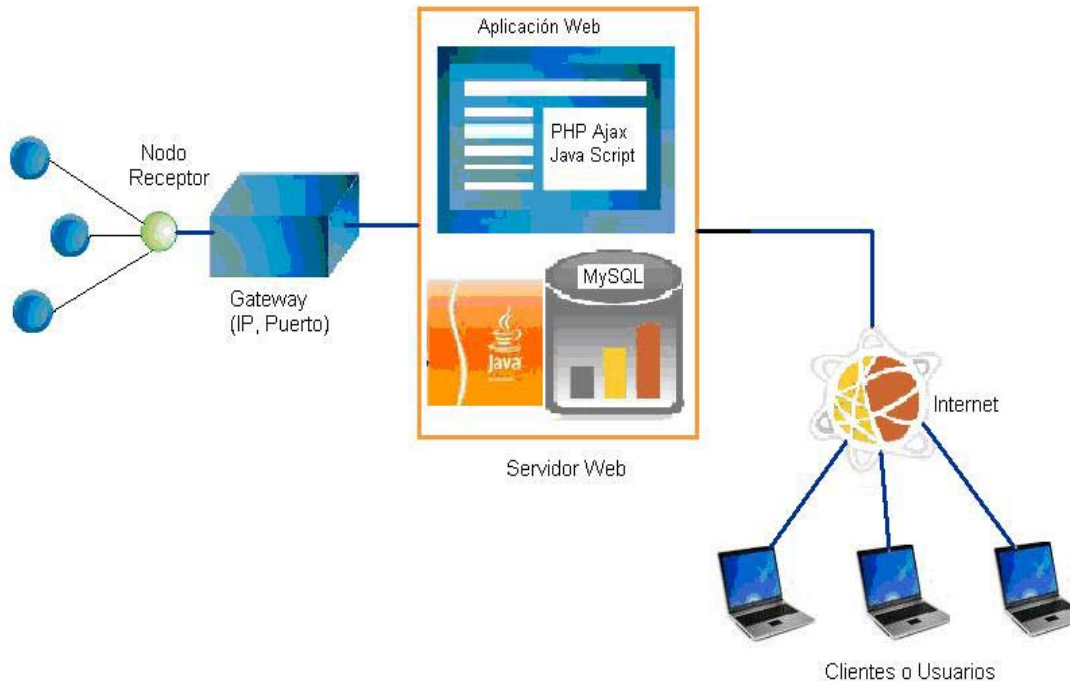 Aplicación Web
PHP Ajax
Java Script
Nodo
Receptor
Gateway
(IP, Puerto)
MySQL
Java
Servidor Web
Internet
Clientes o Usuarios